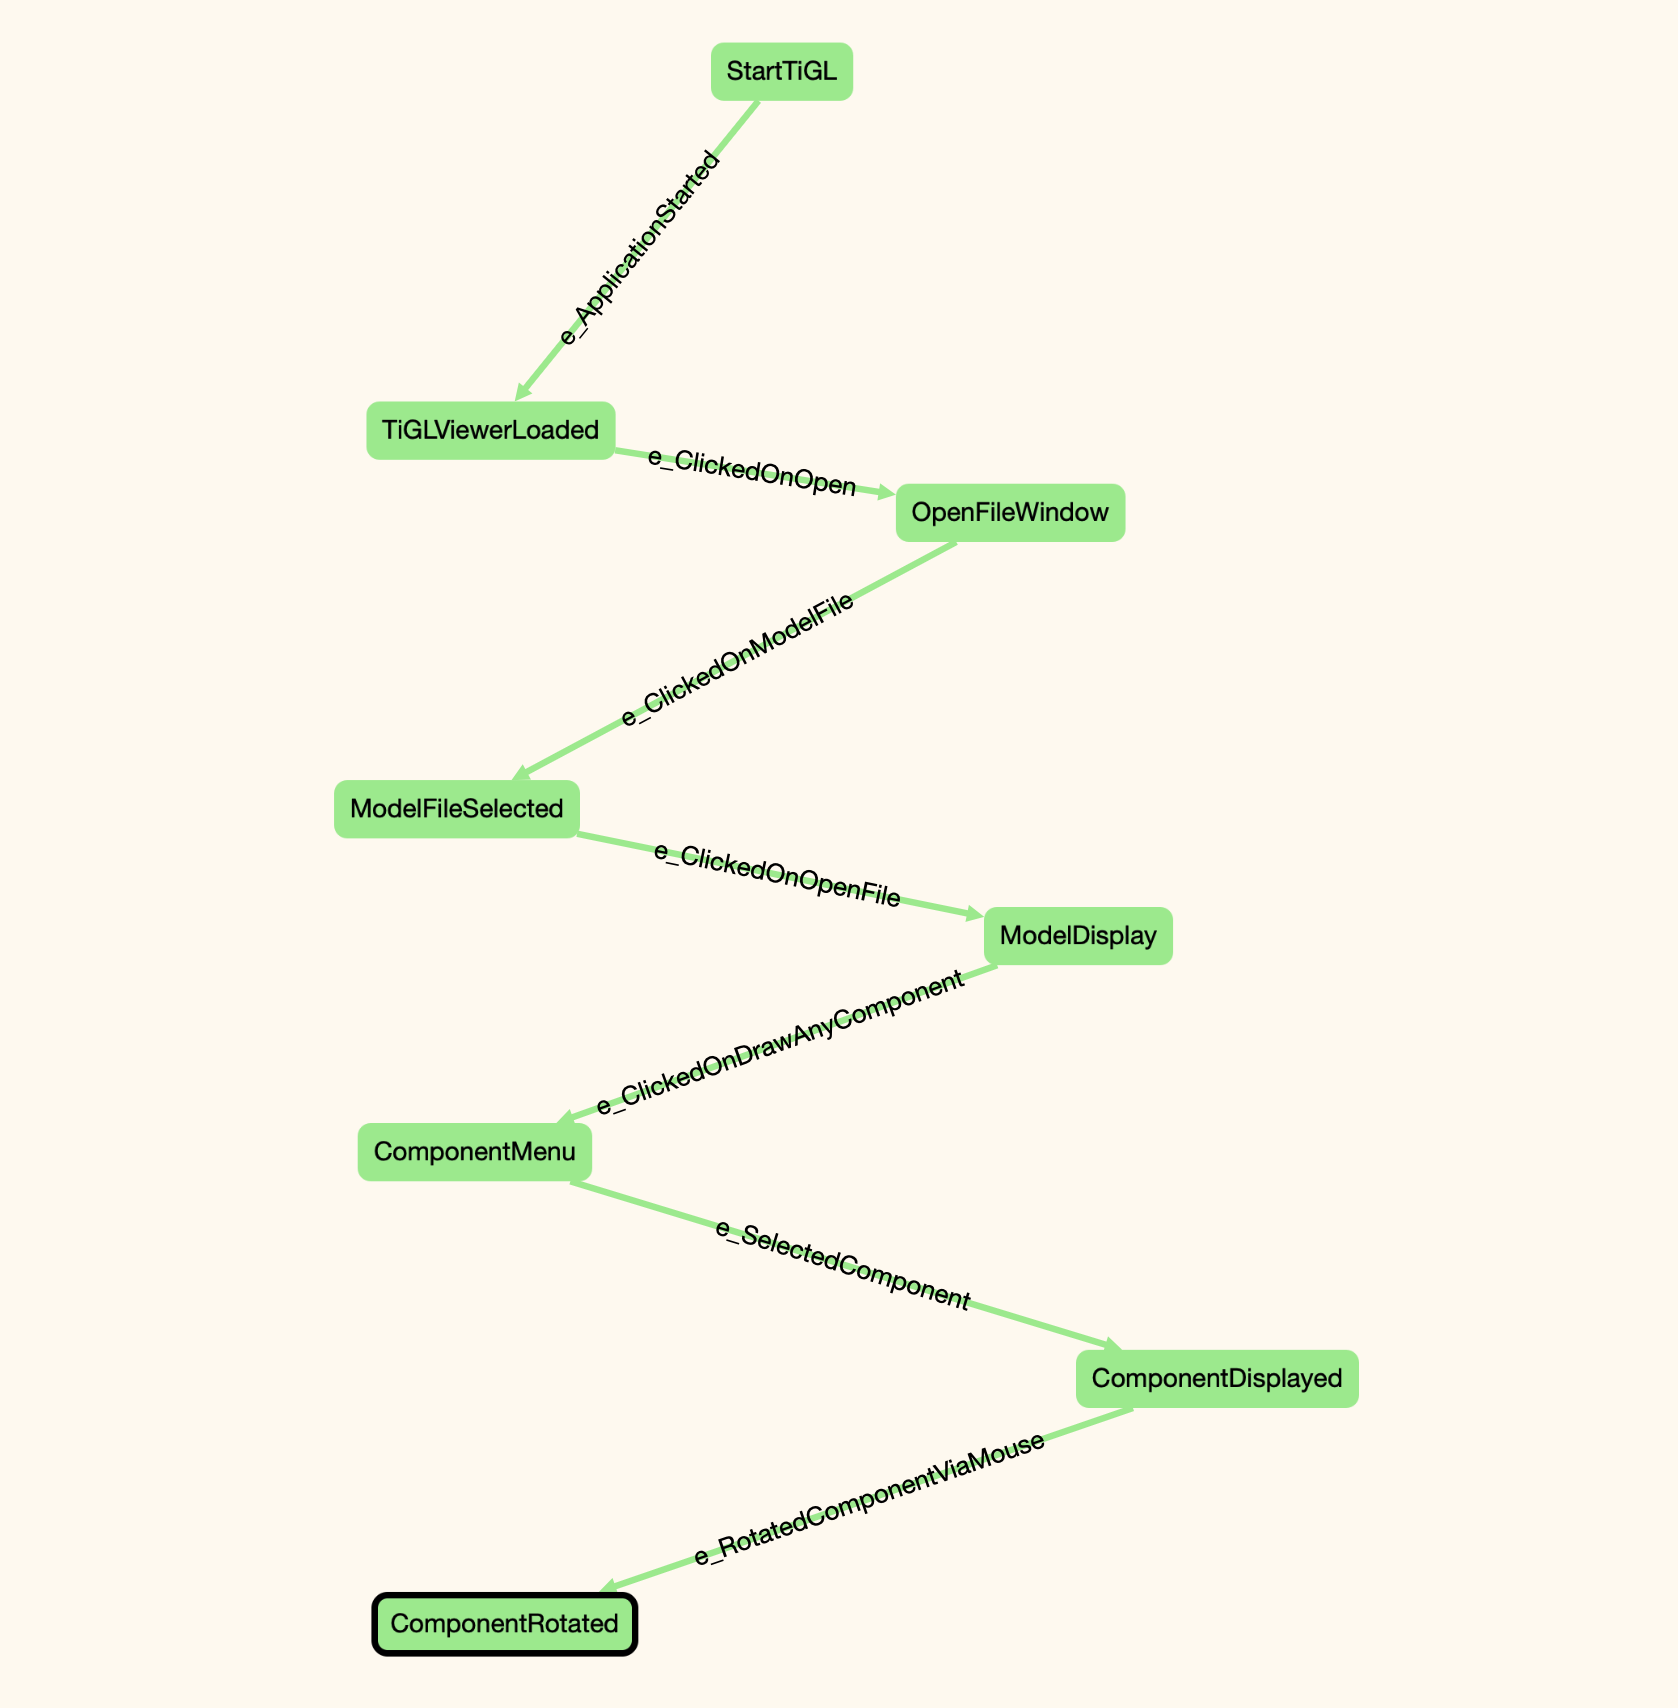 StartTiGL
e_ApplicationStarted
TiGLViewerLoaded
e_ClickedOnOpen
OpenFileWindow
e_ClickedOnModelFile
ModelFileSelected
e_ClickedOnOpenFile
ModelDisplay
e_ClickedOnDrawAnyComponent
ComponentMenu
e_SelectedComponent
ComponentDisplayed
e_RotatedComponentViaMouse
ComponentRotated